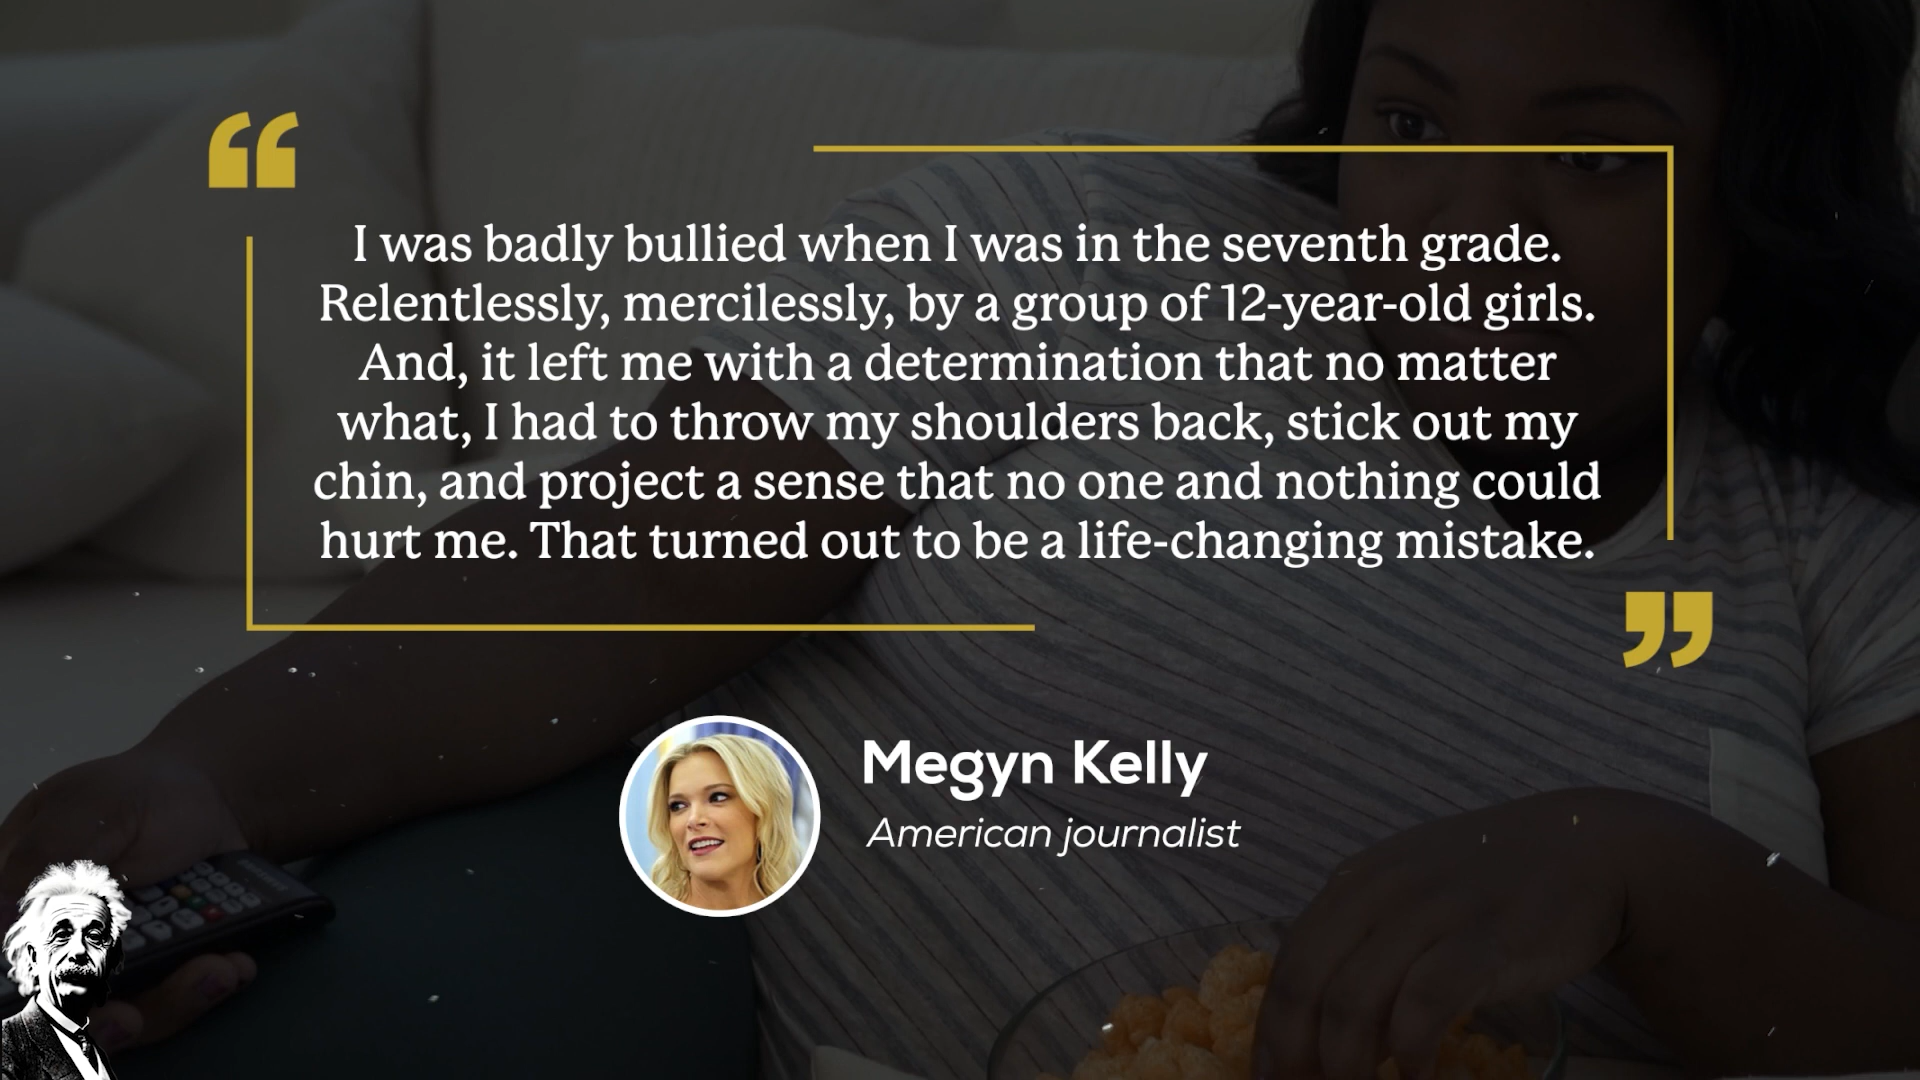 “
I was badly bullied when I was in the seventh grade.
Relentlessly, mercilessly, by a group of 12-year-old girls.
And, it left me with a determination that no matter
what, I had to throw my shoulders back, stick out my
chin, and project a sense that no one and nothing could
hurt me. That turned out to be a life-changing mistake.
”
Megyn Kelly
American journalist